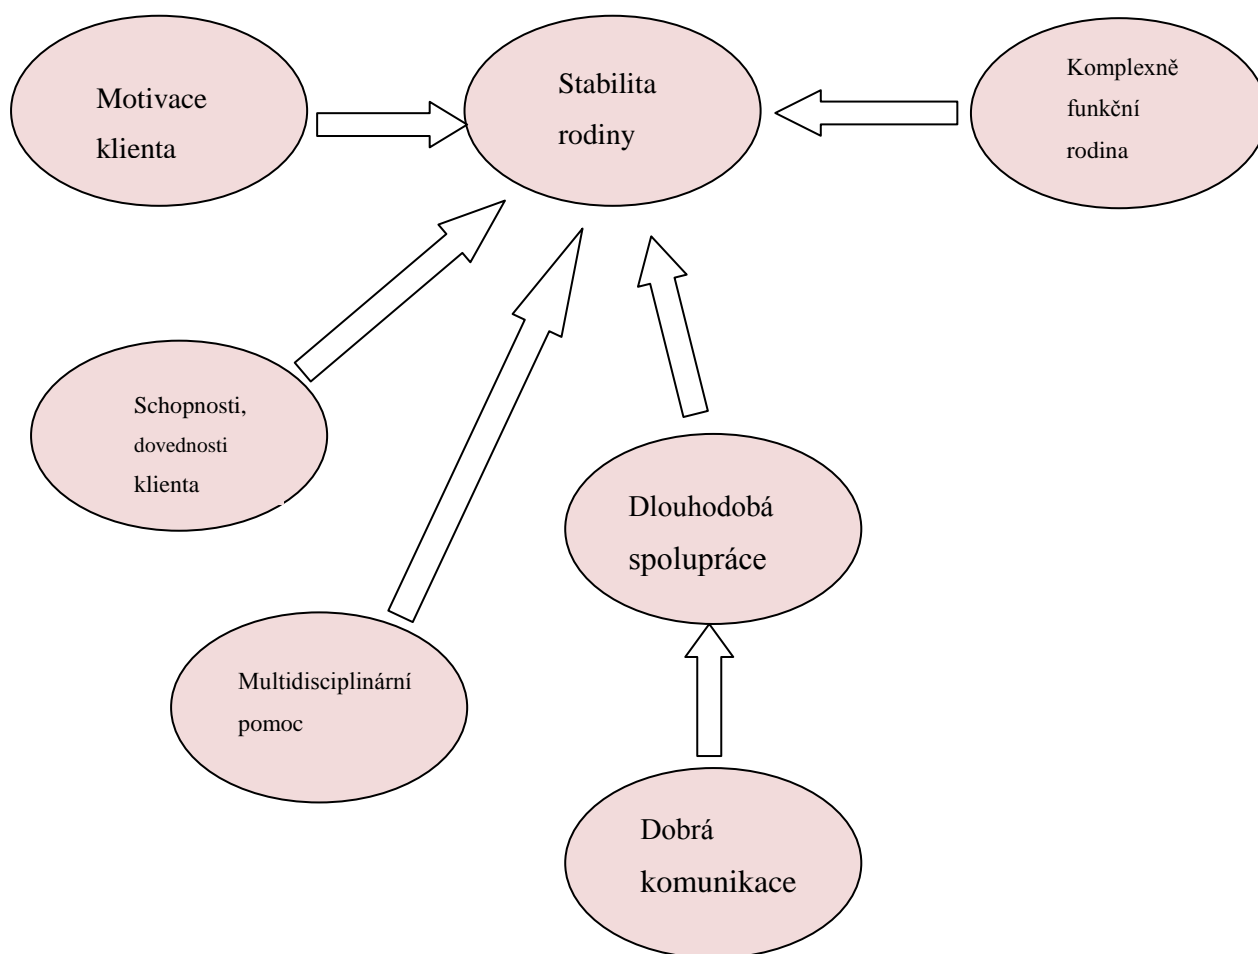 Motivace
klienta
Stabilita
rodiny
Komplexně
funkční
rodina
Schopnosti,
dovednosti
klienta
Dlouhodobá
spolupráce
Multidisciplinární
pomoc
Dobrá
komunikace